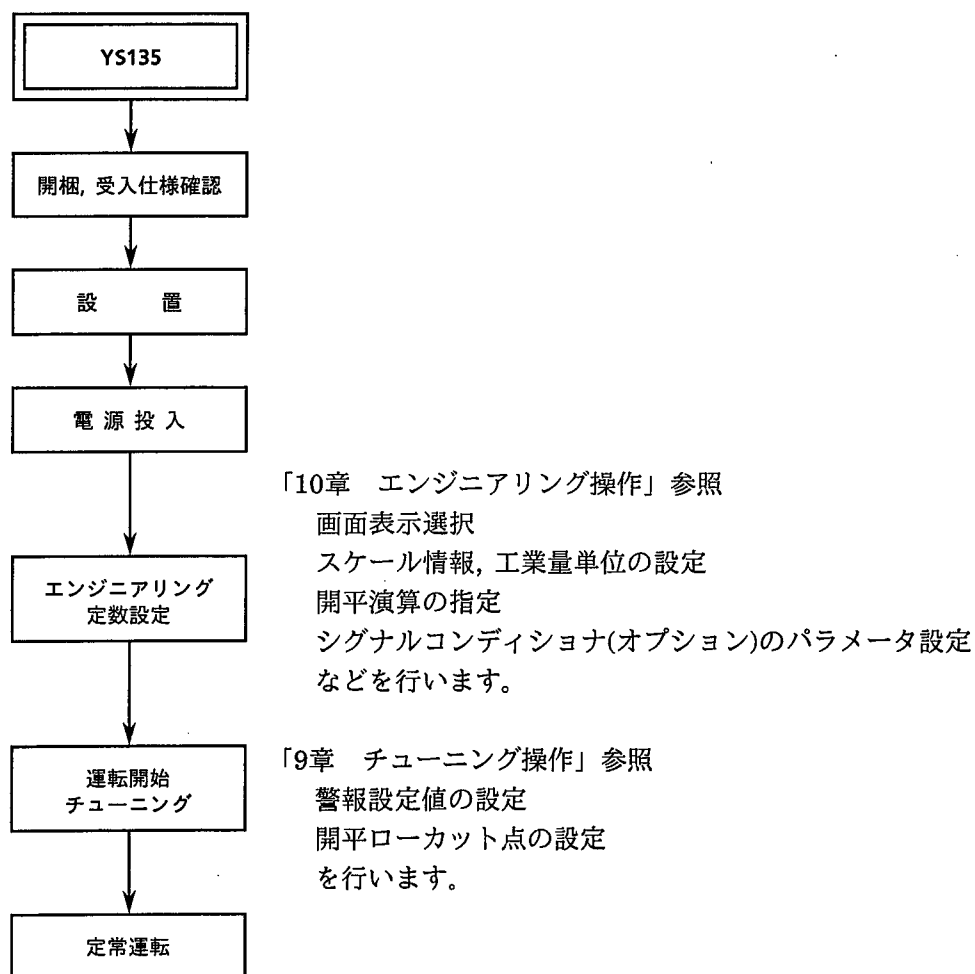 YS135
開梱, 受入仕様確認
設　　置
電 源 投 入
「10章　エンジニアリング操作」参照
画面表示選択
スケール情報, 工業量単位の設定
開平演算の指定
シグナルコンディショナ(オプション)のパラメータ設定
などを行います。
エンジニアリング
定数設定
「9章　チューニング操作」参照
警報設定値の設定
開平ローカット点の設定
を行います。
運転開始
チューニング
定常運転